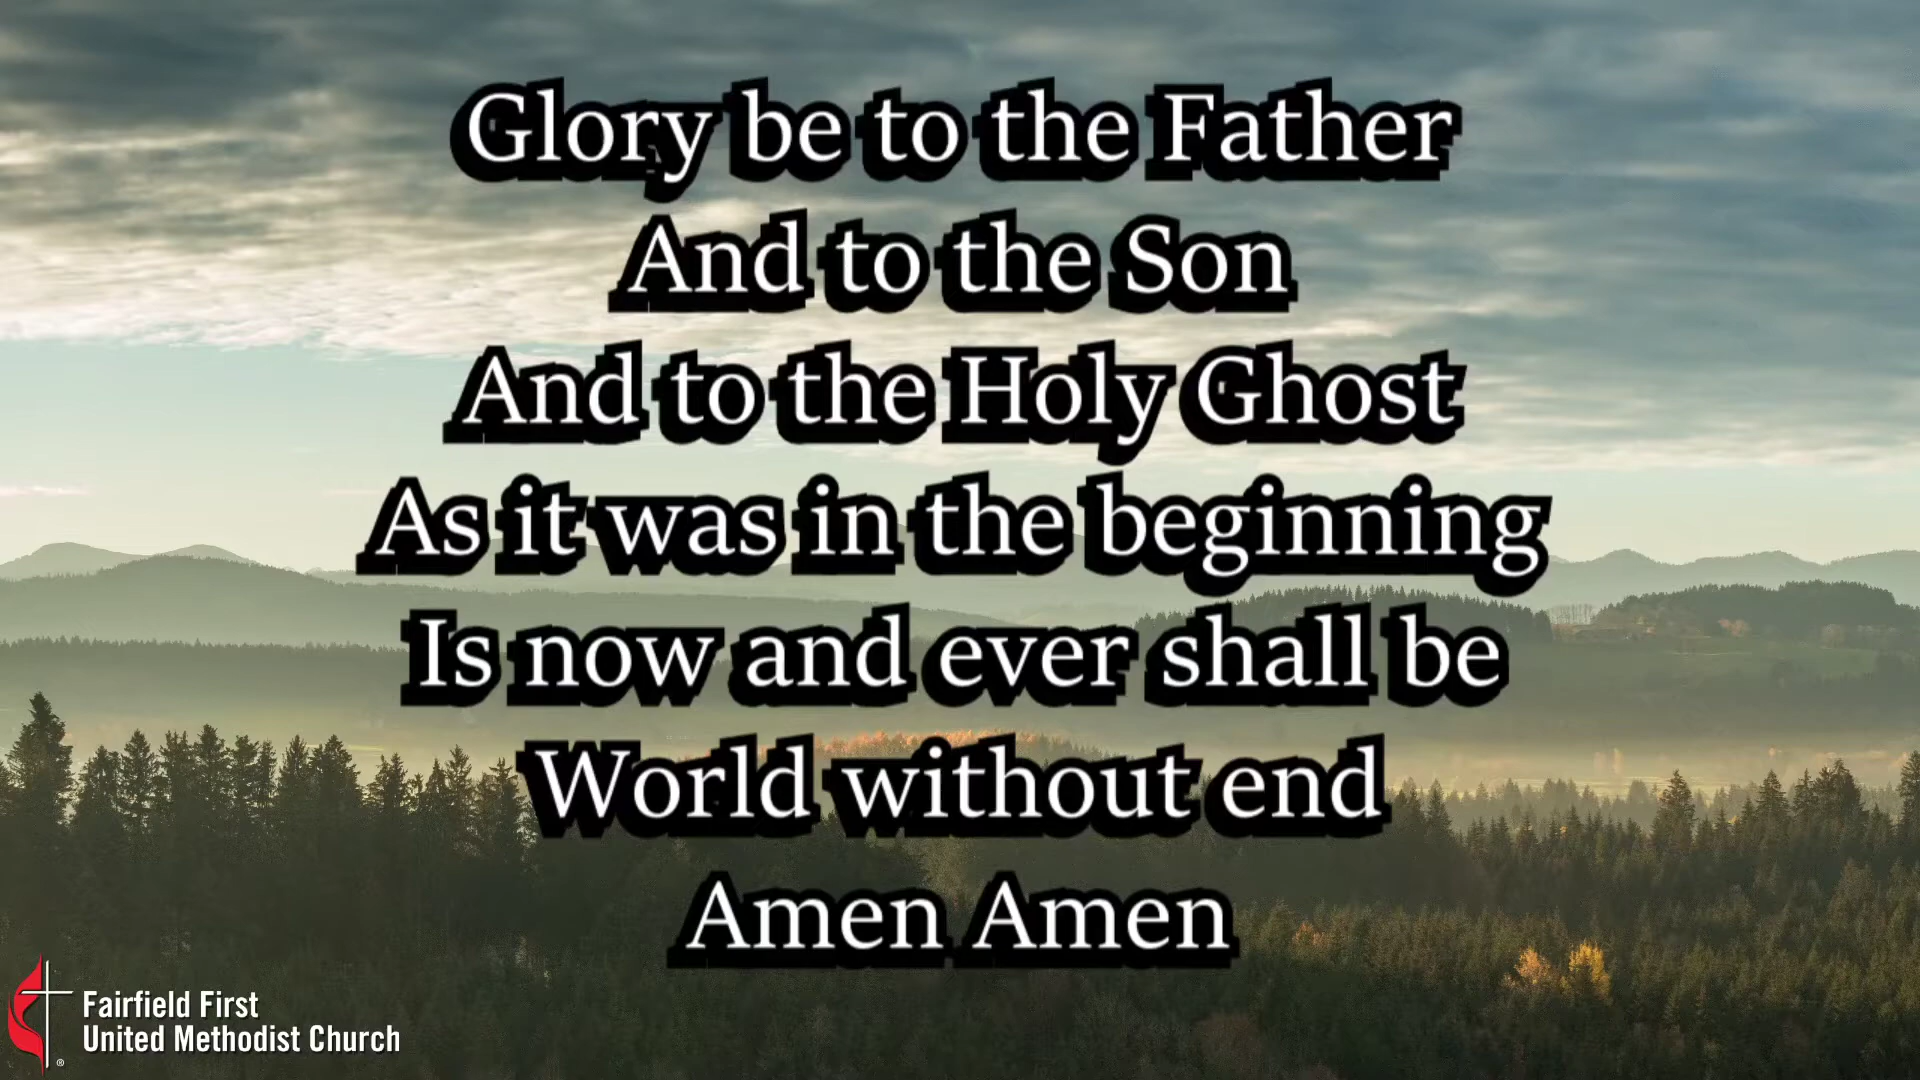 Glory be to the Father
And to the Son
And to the Holy Ghost
As it was in the beginning
Is now and ever shall be
World without end
Amen Amen
Fairfield First
United Methodist Church
®